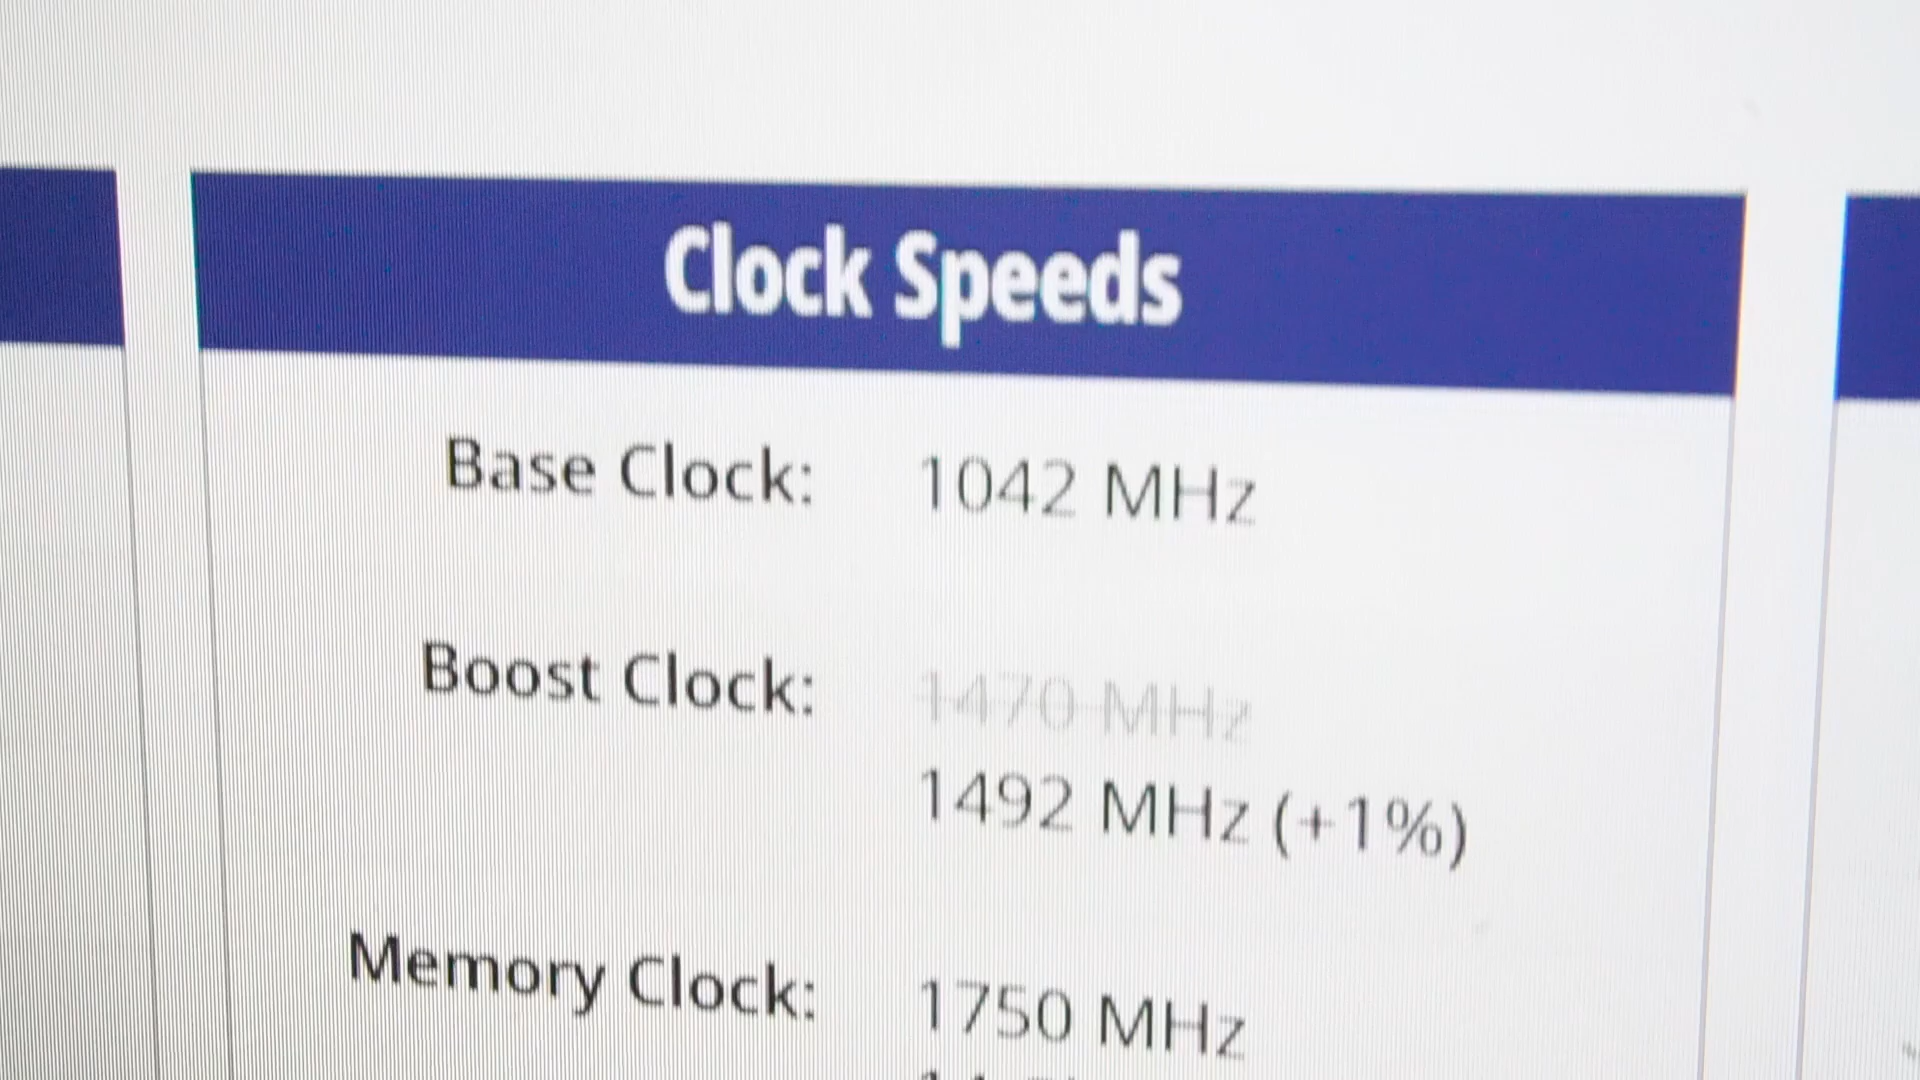 Clock Speeds
Base Clock: 1042 MHz
Boost Clock: 1470 MHz
1492 MHz (+1%)
Memory Clock: 1750 MHz